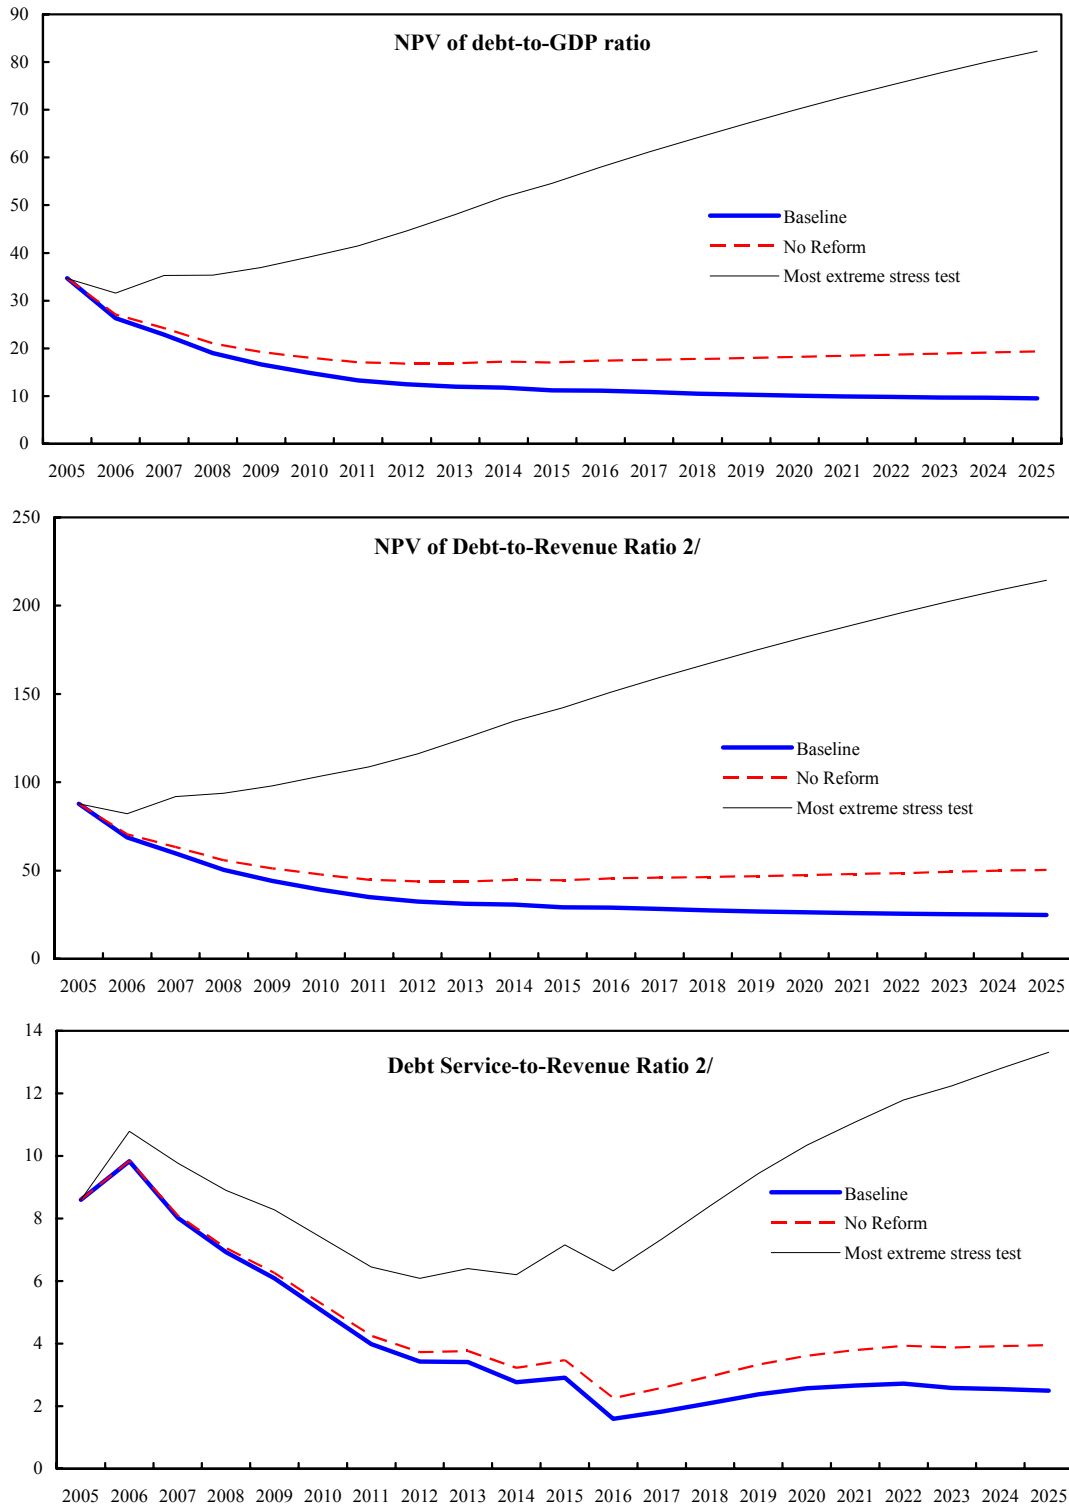 NPV of debt-to-GDP ratio
90
80
70
60
50
40
30
20
10
0
Baseline
No Reform
Most extreme stress test
2005 2006 2007 2008 2009 2010 2011 2012 2013 2014 2015 2016 2017 2018 2019 2020 2021 2022 2023 2024 2025
NPV of Debt-to-Revenue Ratio 2/
250
200
150
100
50
0
Baseline
No Reform
Most extreme stress test
2005 2006 2007 2008 2009 2010 2011 2012 2013 2014 2015 2016 2017 2018 2019 2020 2021 2022 2023 2024 2025
Debt Service-to-Revenue Ratio 2/
14
12
10
8
6
4
2
0
Baseline
No Reform
Most extreme stress test
2005 2006 2007 2008 2009 2010 2011 2012 2013 2014 2015 2016 2017 2018 2019 2020 2021 2022 2023 2024 2025